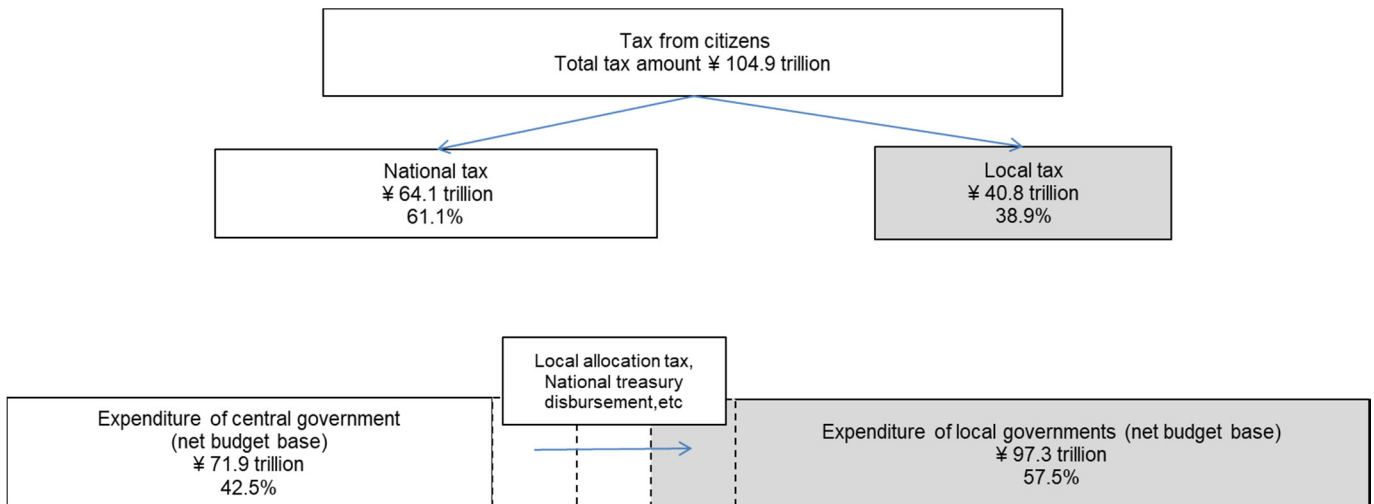 Tax from citizens
Total tax amount ¥ 104.9 trillion
National tax
¥ 64.1 trillion
61.1%
Local tax
¥ 40.8 trillion
38.9%
Local allocation tax,
National treasury
disbursement,etc
Expenditure of central government
(net budget base)
¥ 71.9 trillion
42.5%
Expenditure of local governments (net budget base)
¥ 97.3 trillion
57.5%